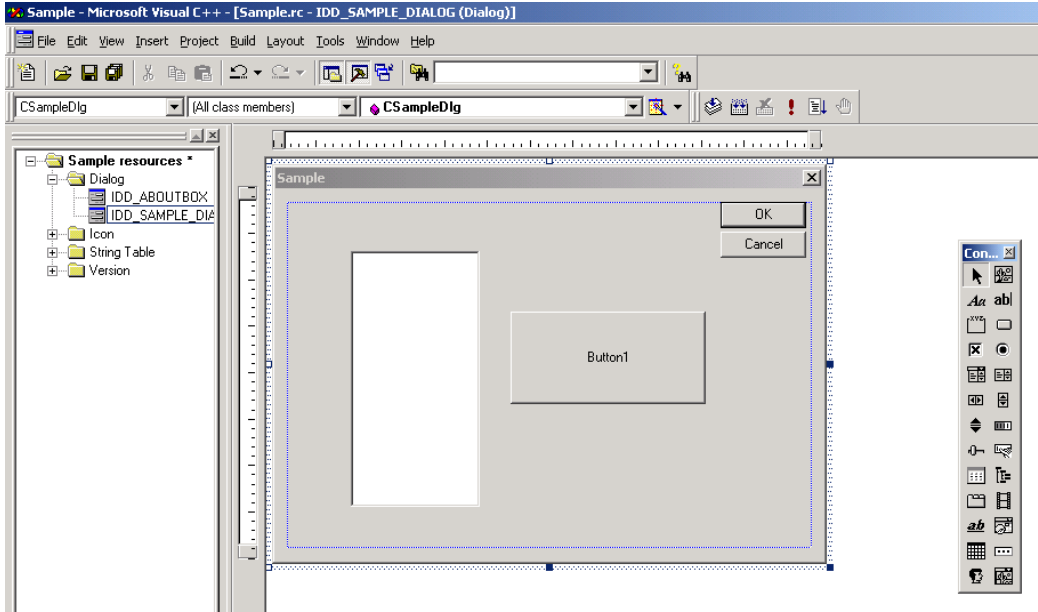 Sample - Microsoft Visual C++ - [Sample.rc - IDD_SAMPLE_DIALOG (Dialog)]
File Edit View Insert Project Build Layout Tools Window Help
CSampleDlg (All class members) CSampleDlg
Sample resources *
Dialog
IDD_ABOUTBOX
IDD_SAMPLE_DIA
Icon
String Table
Version
Sample
OK
Cancel
Button1
Con...
Aa ab|
xyz
ab